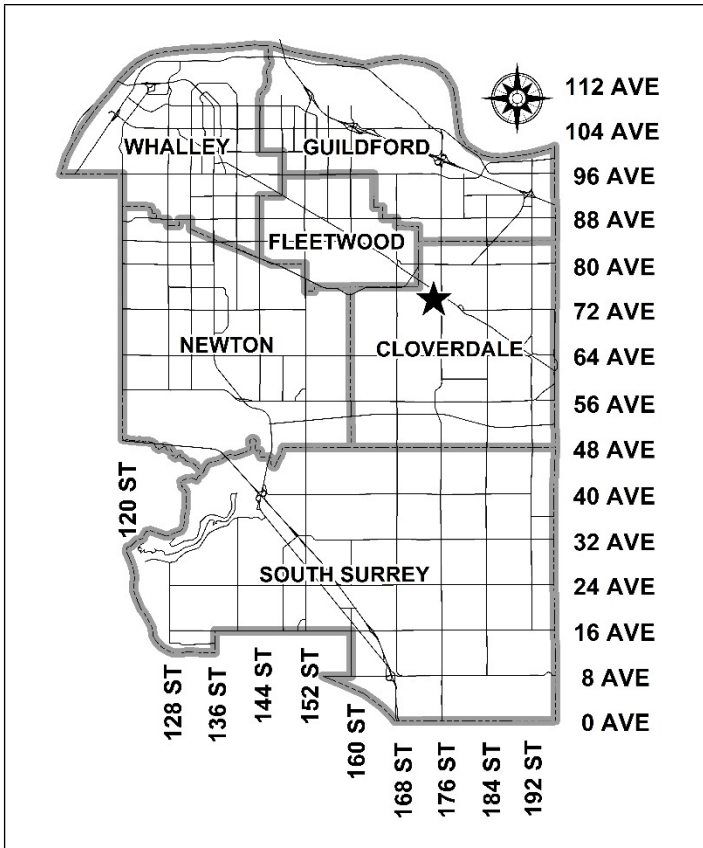 112 AVE
104 AVE
WHALLEY
GUILDFORD
96 AVE
88 AVE
FLEETWOOD
80 AVE
72 AVE
NEWTON
CLOVERDALE
64 AVE
56 AVE
48 AVE
120 ST
40 AVE
32 AVE
SOUTH SURREY
24 AVE
16 AVE
128 ST
136 ST
144 ST
152 ST
160 ST
8 AVE
0 AVE
168 ST
176 ST
184 ST
192 ST